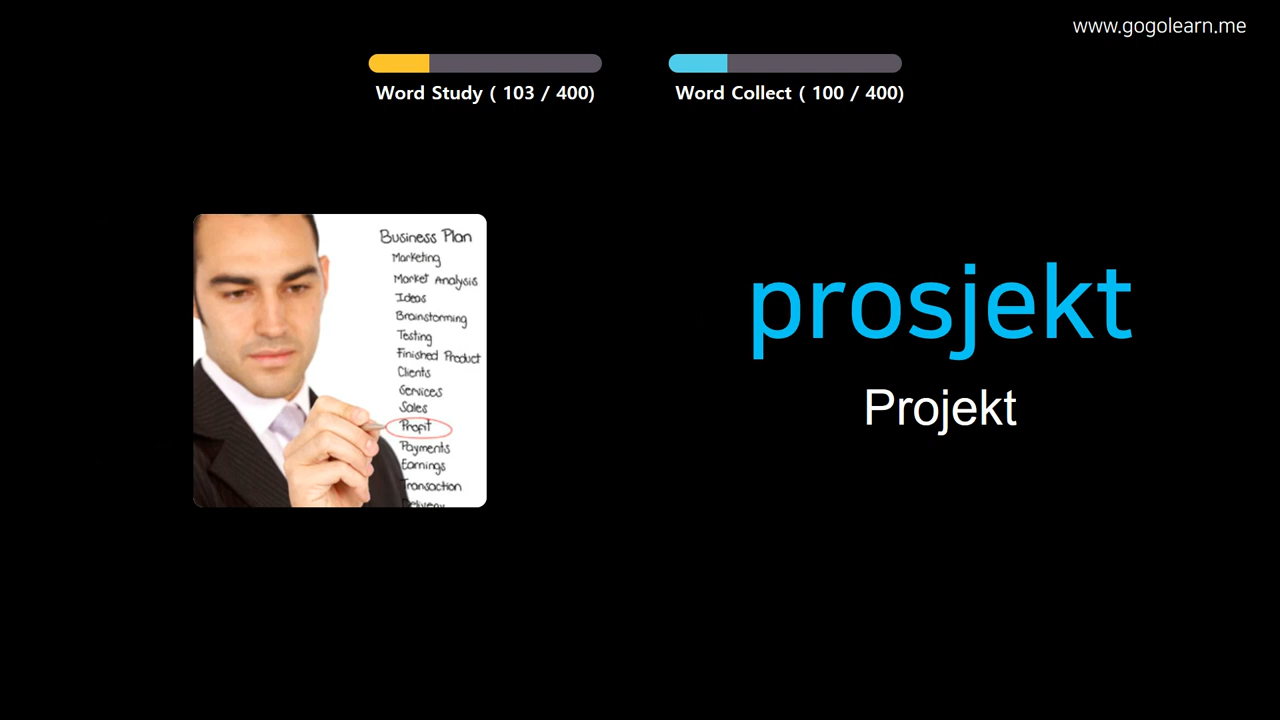 www.gogolearn.me
Word Study ( 103 / 400)
Word Collect ( 100 / 400)
Business Plan
Marketing
Market Analysis
Ideas
Brainstorming
Testing
Finished Product
Clients
Services
Sales
Profit
Payments
Earnings
Transaction
Delivery
prosjekt
Projekt